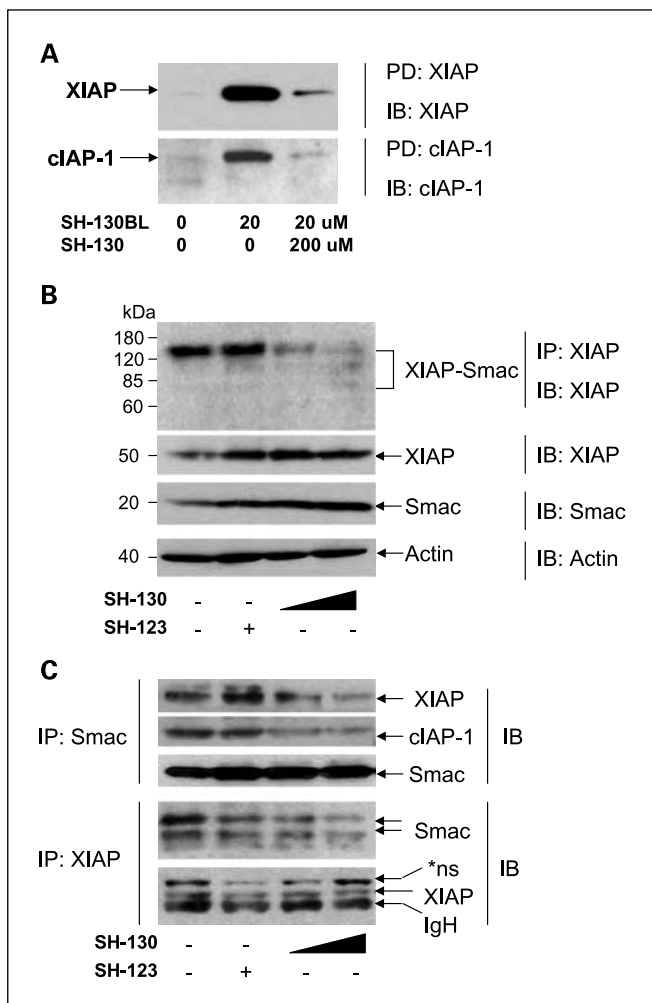 A
XIAP
PD: XIAP
IB: XIAP
cIAP-1
PD: cIAP-1
IB: cIAP-1
SH-130BL 0 20 20 uM
SH-130 0 0 200 uM
B
kDa
180
120
85
60
XIAP-Smac
IP: XIAP
IB: XIAP
50
XIAP
IB: XIAP
20
Smac
IB: Smac
40
Actin
IB: Actin
SH-130 - -
SH-123 - + - -
C
IP: Smac
XIAP
cIAP-1
Smac
IB
IP: XIAP
Smac
*ns
XIAP
IgH
IB
SH-130 - -
SH-123 - + - -